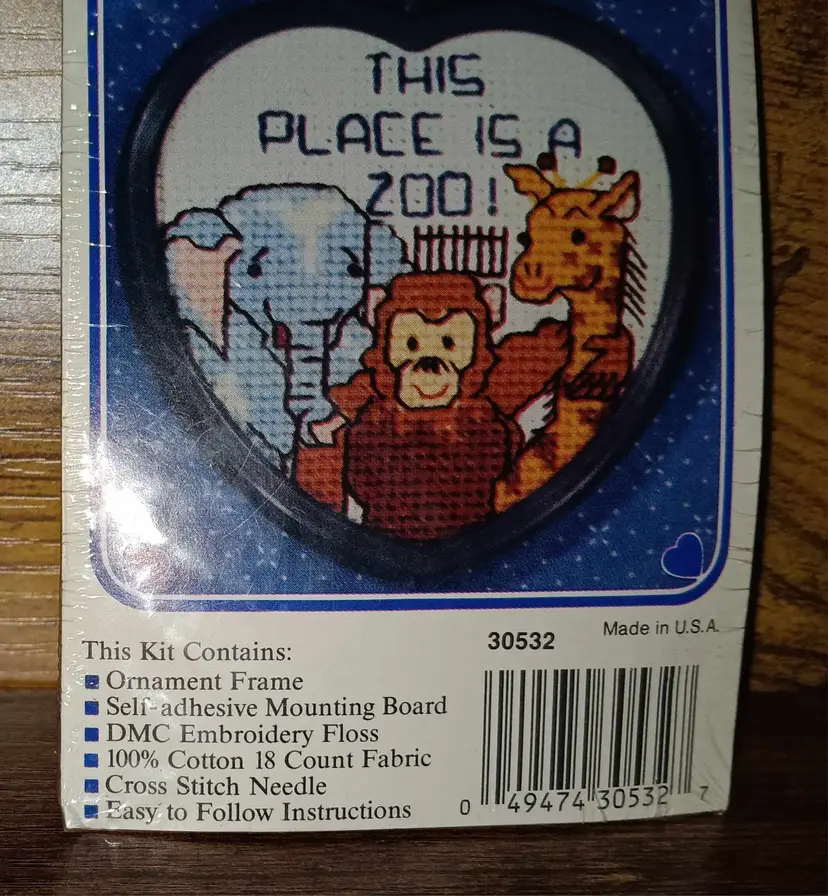 THIS
PLACE IS A
ZOO!
30532
Made in U.S.A.
This Kit Contains:
Ornament Frame
Self-adhesive Mounting Board
DMC Embroidery Floss
100% Cotton 18 Count Fabric
Cross Stitch Needle
Easy to Follow Instructions
0 49474 30532 7